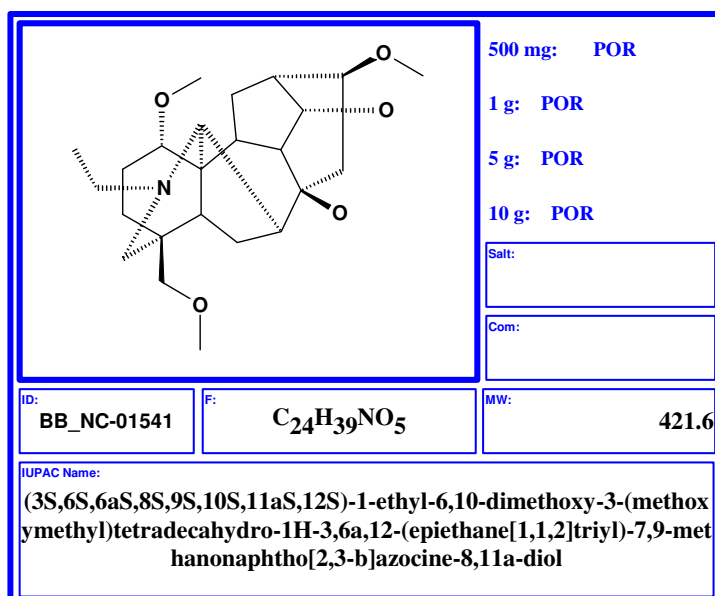 500 mg: POR
1 g: POR
5 g: POR
10 g: POR
O
O
O
N
O
O
Salt:
Com:
ID:
BB_NC-01541
F:
C24H39NO5
MW:
421.6
IUPAC Name:
(3S,6S,6aS,8S,9S,10S,11aS,12S)-1-ethyl-6,10-dimethoxy-3-(methox
ymethyl)tetradecahydro-1H-3,6a,12-(epiethane[1,1,2]triyl)-7,9-met
hanonaphtho[2,3-b]azocine-8,11a-diol